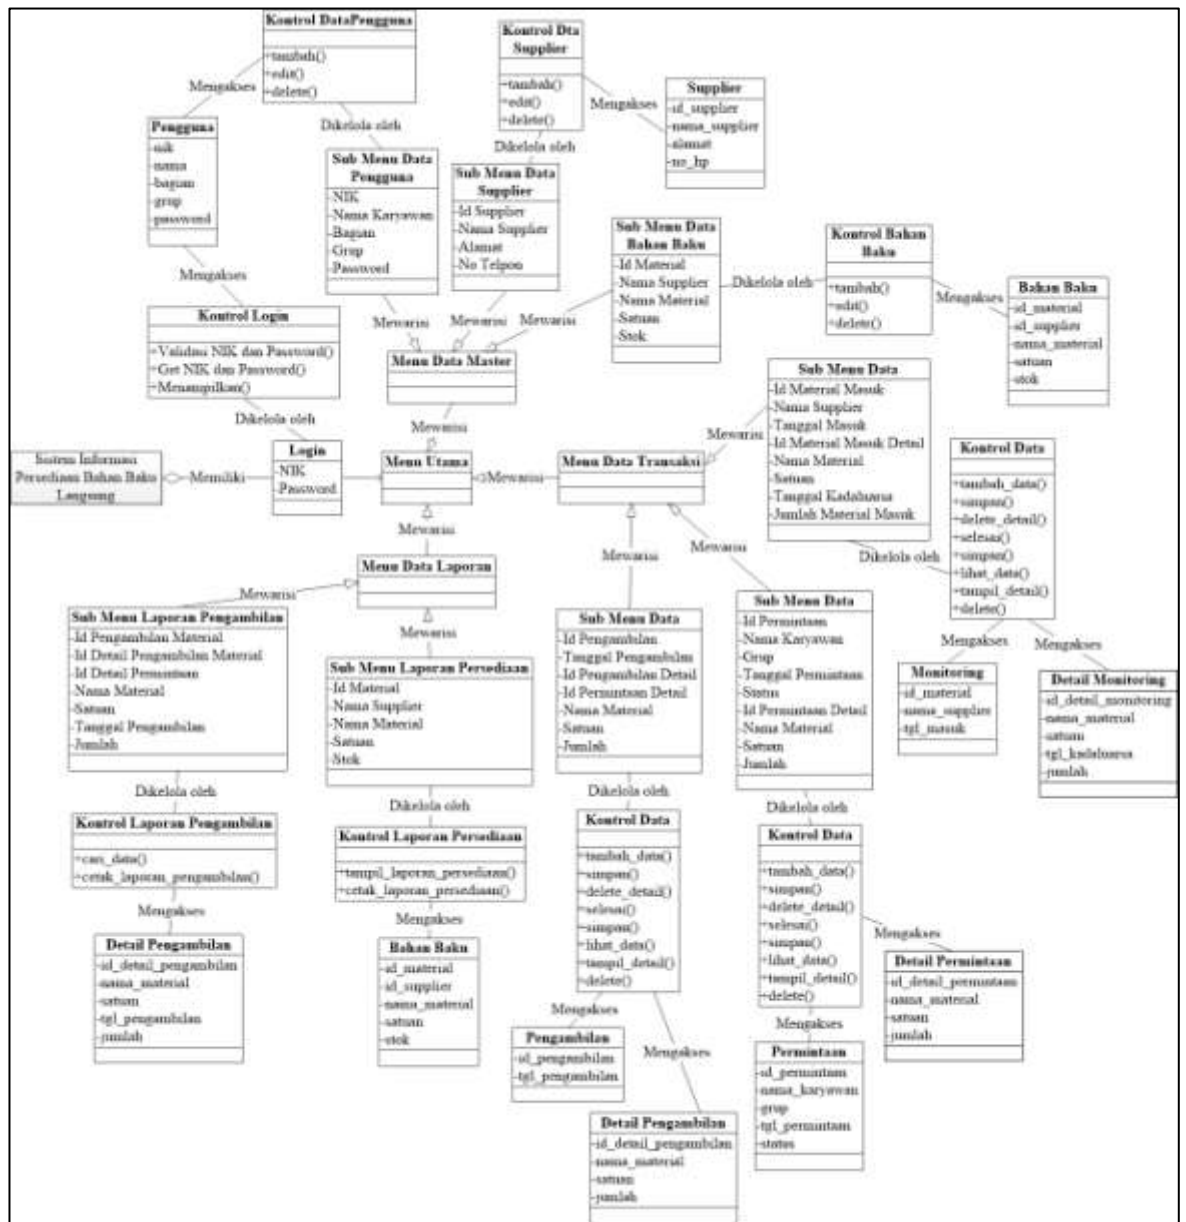 Kontrol DataPengguna
+tambah()
+edit()
+delete()
Kontrol Dta
Supplier
+tambah()
+edit()
+delete()
Mengakses
Mengakses
Supplier
-id_supplier
-nama_supplier
-alamat
-no_hp
Pengguna
-nik
-nama
-bagian
-grup
-password
Dikelola oleh
Dikelola oleh
Sub Menu Data
Pengguna
-NIK
-Nama Karyawan
-Bagian
-Grup
-Password
Sub Menu Data
Supplier
-Id Supplier
-Nama Supplier
-Alamat
-No Telpon
Sub Menu Data
Bahan Baku
-Id Material
-Nama Supplier
-Nama Material
-Satuan
-Stok
Dikelola oleh
Kontrol Bahan
Baku
+tambah()
+edit()
+delete()
Mengakses
Bahan Baku
-id_material
-id_supplier
-nama_material
-satuan
-stok
Mengakses
Kontrol Login
+Validasi NIK dan Password()
+Get NIK dan Password()
+Menampilkan()
Mewarisi
Mewarisi
Mewarisi
Menu Data Master
Dikelola oleh
Mewarisi
Sistem Informasi
Persediaan Bahan Baku
Langsung
Memiliki
Login
-NIK
-Password
Menu Utama
Mewarisi
Menu Data Transaksi
Mewarisi
Sub Menu Data
-Id Material Masuk
-Nama Supplier
-Tanggal Masuk
-Id Material Masuk Detail
-Nama Material
-Satuan
-Tanggal Kadaluarsa
-Jumlah Material Masuk
Dikelola oleh
Kontrol Data
+tambah_data()
+simpan()
+delete_detail()
+selesai()
+simpan()
+lihat_data()
+tampil_detail()
+delete()
Mengakses
Mengakses
Monitoring
-id_material
-nama_supplier
-tgl_masuk
Detail Monitoring
-id_detail_monitoring
-nama_material
-satuan
-tgl_kadaluarsa
-jumlah
Mewarisi
Menu Data Laporan
Mewarisi
Mewarisi
Mewarisi
Mewarisi
Sub Menu Laporan Pengambilan
-Id Pengambilan Material
-Id Detail Pengambilan Material
-Id Detail Permintaan
-Nama Material
-Satuan
-Tanggal Pengambilan
-Jumlah
Sub Menu Laporan Persediaan
-Id Material
-Nama Supplier
-Nama Material
-Satuan
-Stok
Sub Menu Data
-Id Pengambilan
-Tanggal Pengambilan
-Id Pengambilan Detail
-Id Permintaan Detail
-Nama Material
-Satuan
-Jumlah
Sub Menu Data
-Id Permintaan
-Nama Karyawan
-Grup
-Tanggal Permintaan
-Status
-Id Permintaan Detail
-Nama Material
-Satuan
-Jumlah
Dikelola oleh
Kontrol Laporan Pengambilan
+cari_data()
+cetak_laporan_pengambilan()
Mengakses
Detail Pengambilan
-id_detail_pengambilan
-nama_material
-satuan
-tgl_pengambilan
-jumlah
Dikelola oleh
Kontrol Laporan Persediaan
+tampil_laporan_persediaan()
+cetak_laporan_persediaan()
Mengakses
Bahan Baku
-id_material
-id_supplier
-nama_material
-satuan
-stok
Dikelola oleh
Kontrol Data
+tambah_data()
+simpan()
+delete_detail()
+selesai()
+simpan()
+lihat_data()
+tampil_detail()
+delete()
Mengakses
Pengambilan
-id_pengambilan
-tgl_pengambilan
Mengakses
Detail Pengambilan
-id_detail_pengambilan
-nama_material
-satuan
-jumlah
Dikelola oleh
Kontrol Data
+tambah_data()
+simpan()
+delete_detail()
+selesai()
+simpan()
+lihat_data()
+tampil_detail()
+delete()
Mengakses
Detail Permintaan
-id_detail_permintaan
-nama_material
-satuan
-jumlah
Mengakses
Permintaan
-id_permintaan
-nama_karyawan
-grup
-tgl_permintaan
-status